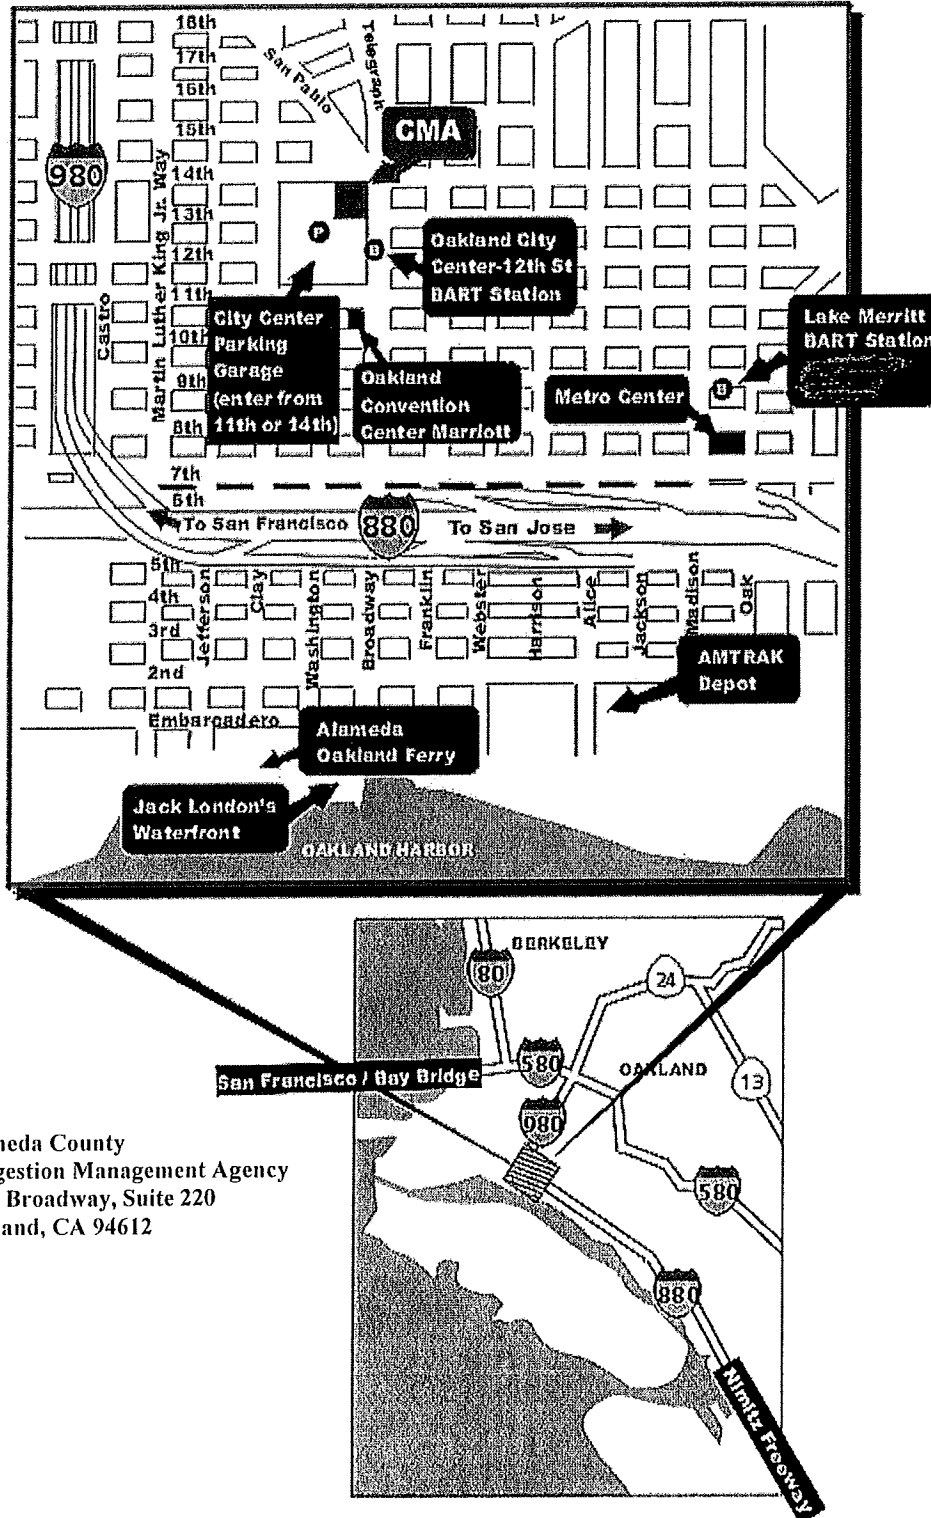 18th
17th
16th
15th
14th
13th
12th
11th
10th
9th
8th
7th
6th
5th
4th
3rd
2nd
Embarcadero
San Pablo
Telegraph
CMA
980
Martin Luther King Jr. Way
Castro
P
B
Oakland City
Center-12th St
BART Station
City Center
Parking
Garage
(enter from
11th or 14th)
Oakland
Convention
Center Marriott
Metro Center
B
Lake Merritt
BART Station
To San Francisco
880
To San Jose
Jefferson
Clay
Washington
Broadway
Franklin
Webster
Harrison
Alice
Jackson
Madison
Oak
AMTRAK
Depot
Alameda
Oakland Ferry
Jack London's
Waterfront
OAKLAND HARBOR
BERKELEY
80
24
580
OAKLAND
13
San Francisco / Bay Bridge
980
580
880
Nimitz Freeway
neda County
gestion Management Agency
Broadway, Suite 220
and, CA 94612